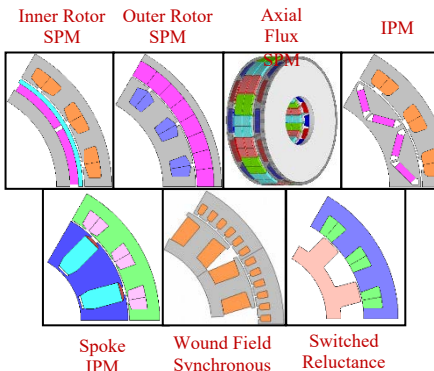 Inner Rotor
SPM
Outer Rotor
SPM
Axial
Flux
SPM
IPM
Spoke
IPM
Wound Field
Synchronous
Switched
Reluctance